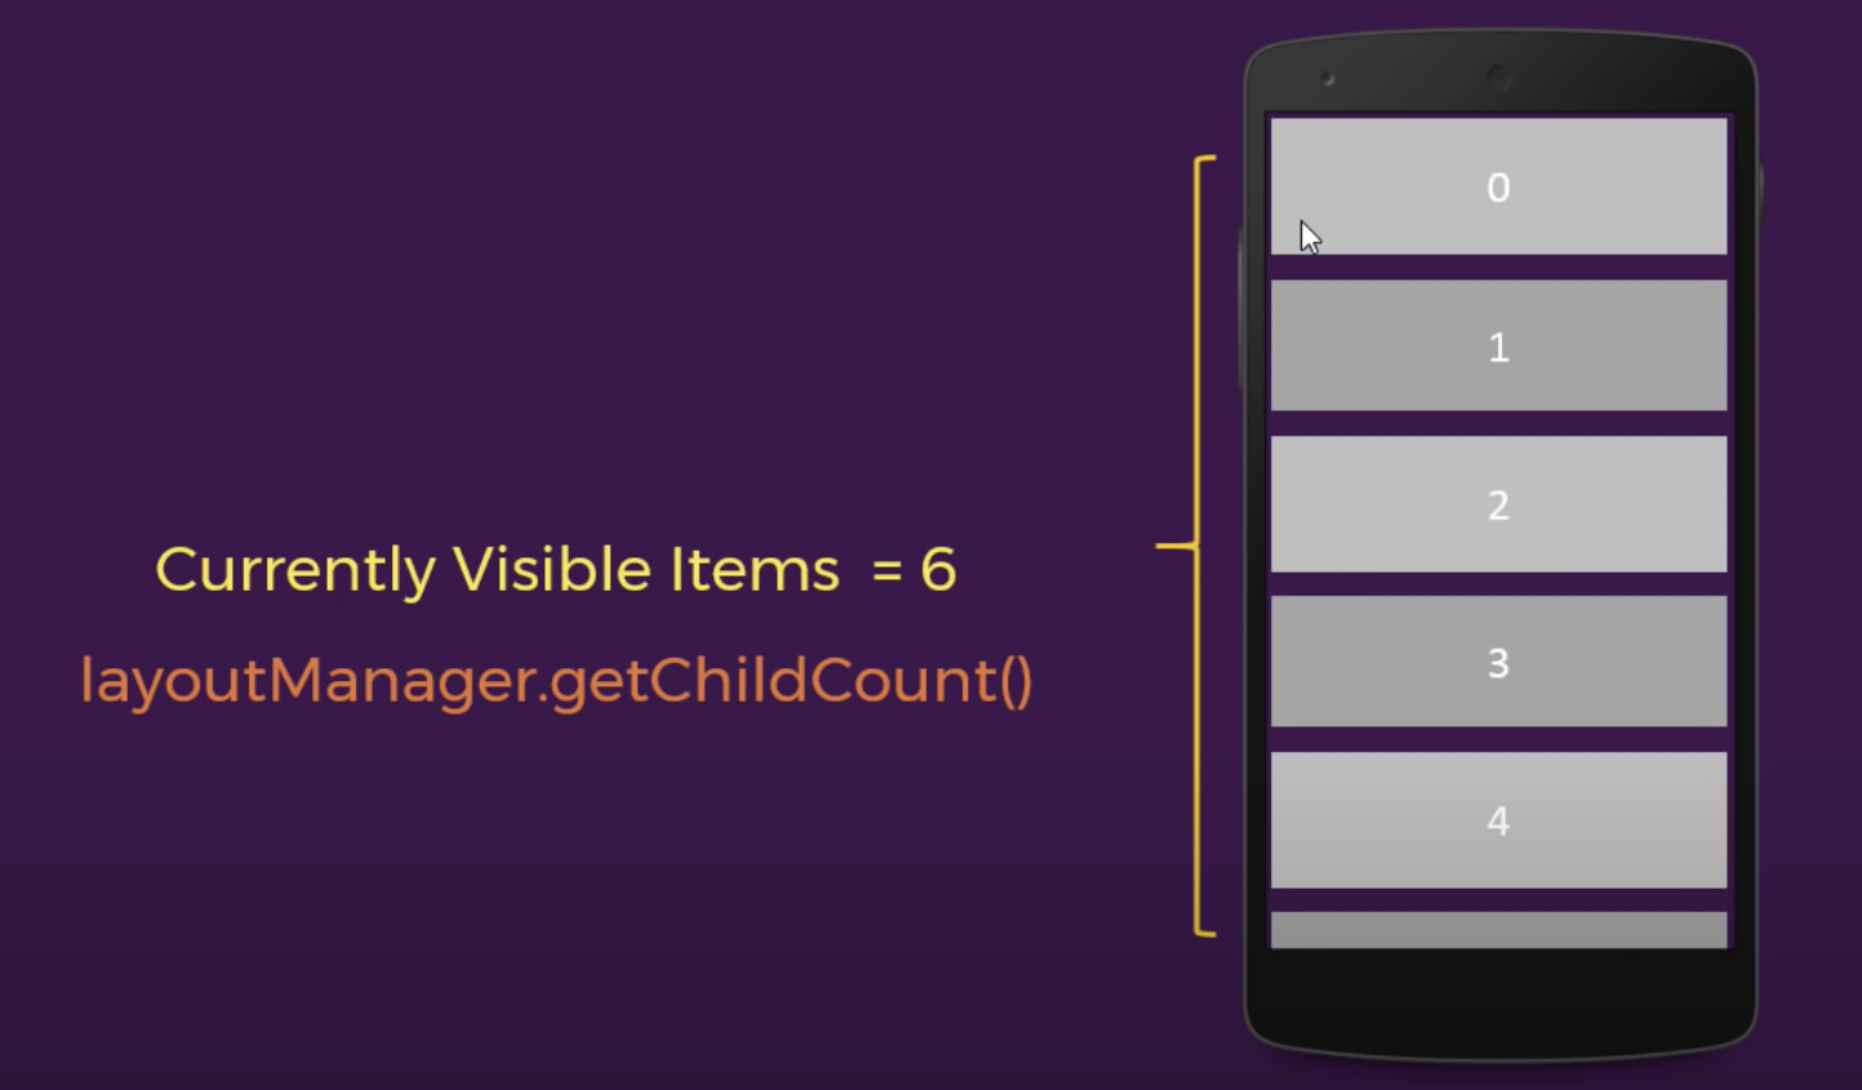 Currently Visible Items = 6
layoutManager.getChildCount()
0
1
2
3
4